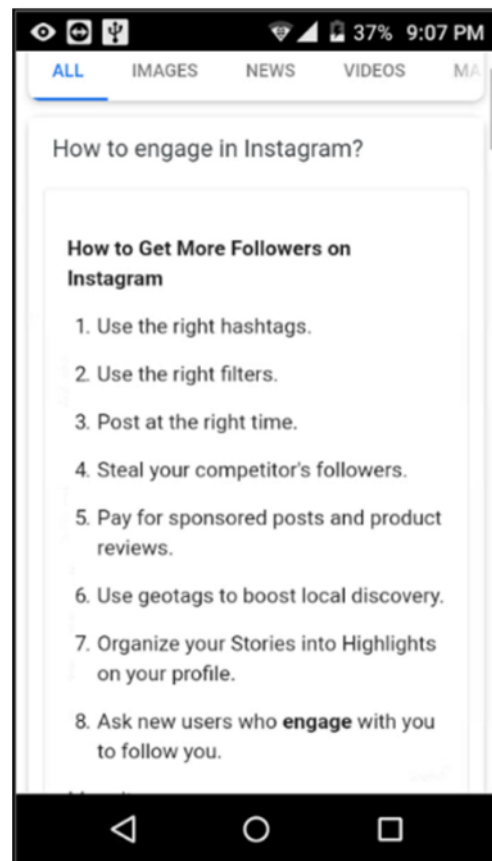 37% 9:07 PM
ALL IMAGES NEWS VIDEOS MA
How to engage in Instagram?
How to Get More Followers on
Instagram
1. Use the right hashtags.
2. Use the right filters.
3. Post at the right time.
4. Steal your competitor's followers.
5. Pay for sponsored posts and product
reviews.
6. Use geotags to boost local discovery.
7. Organize your Stories into Highlights
on your profile.
8. Ask new users who engage with you
to follow you.